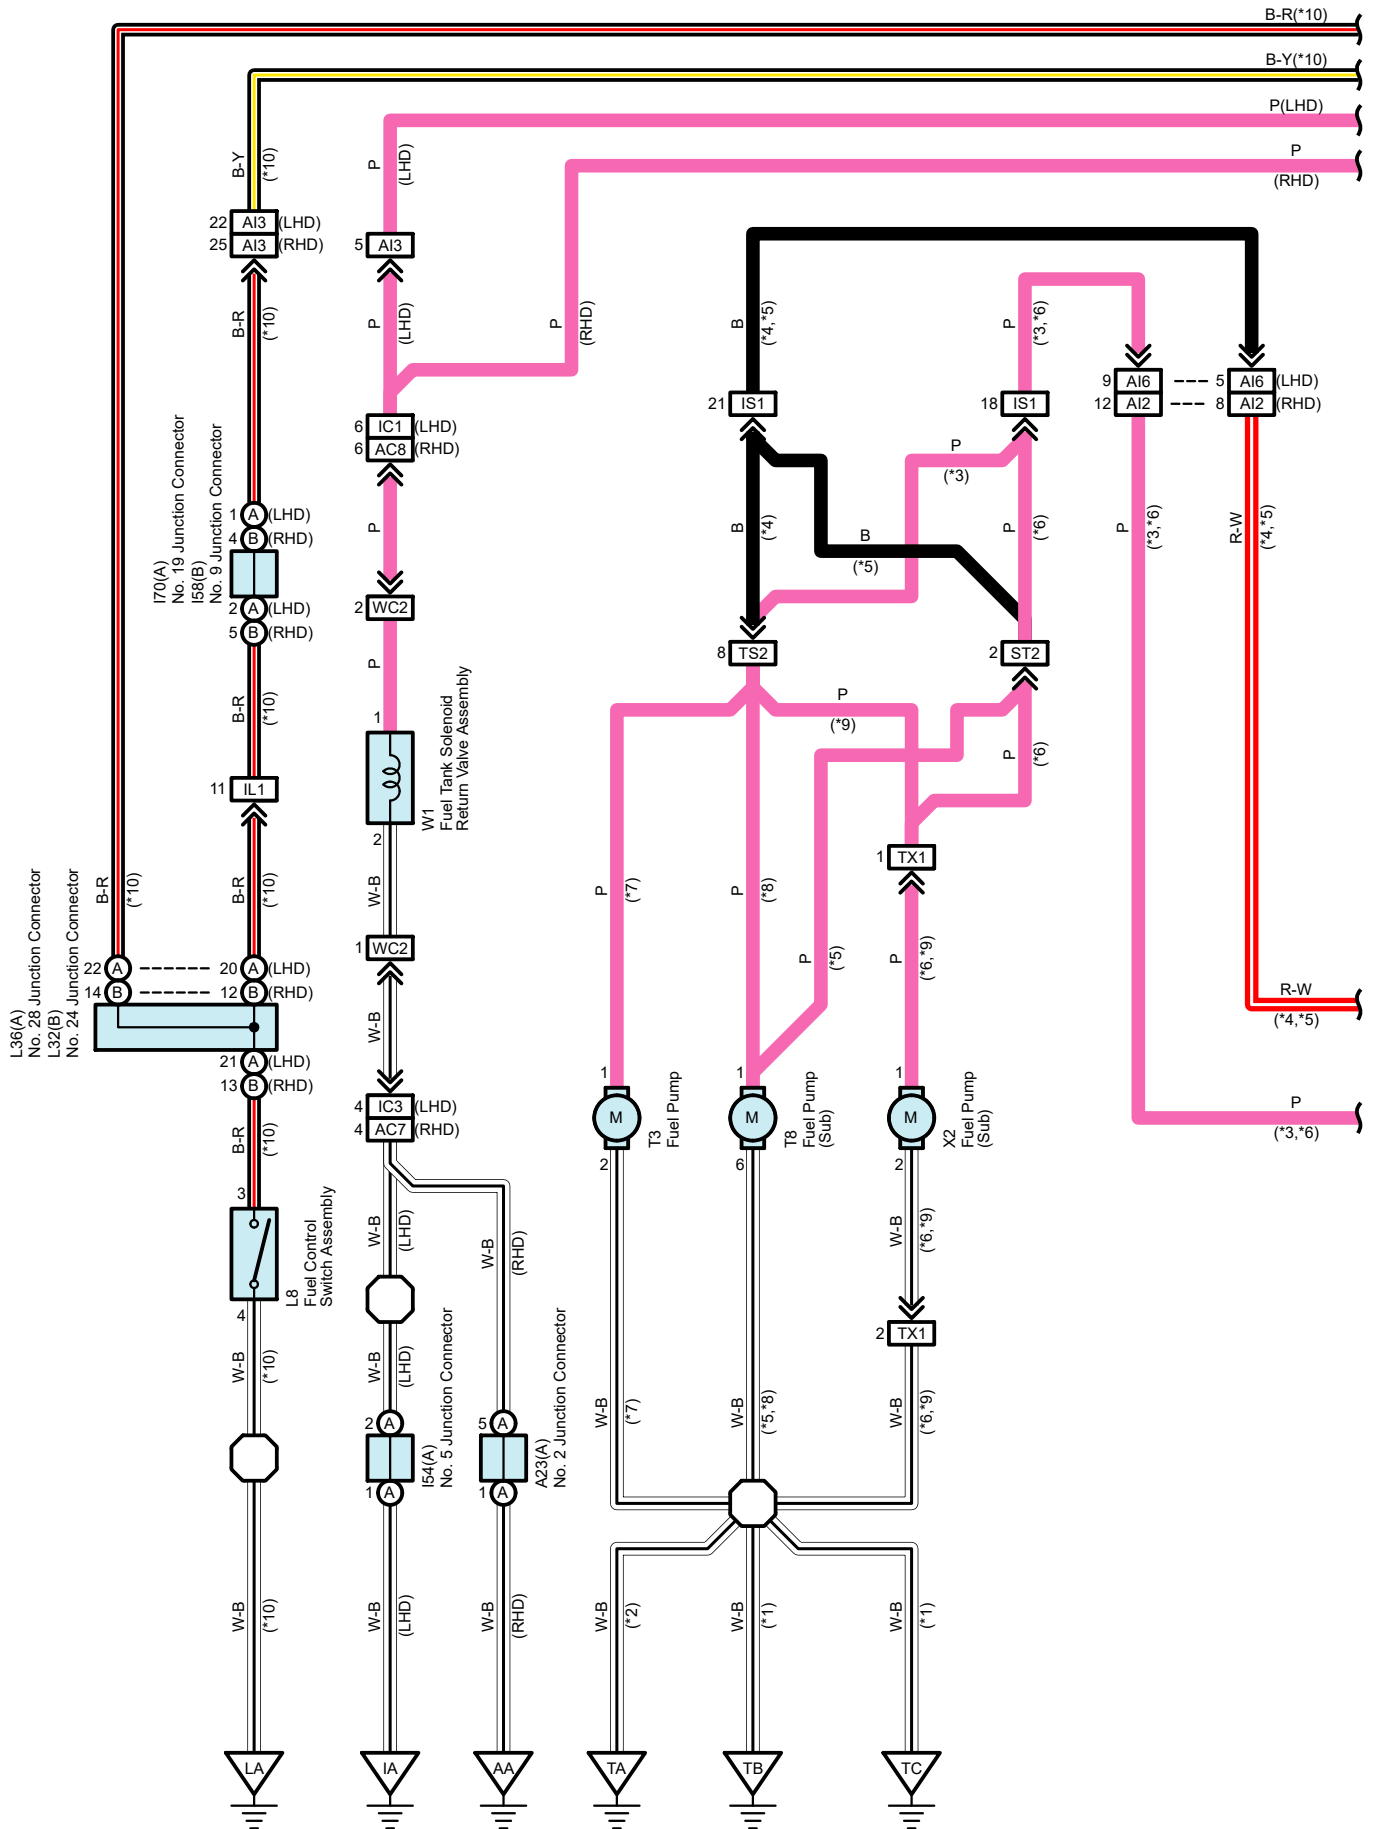 B-R(*10)
B-Y(*10)
P(LHD)
P
(RHD)
B-Y
(*10)
P
(LHD)
22 AI3 (LHD)
25 AI3 (RHD)
5 AI3
B-R
(*10)
P
(LHD)
P
(RHD)
B
(*4,*5)
P
(*3,*6)
9 AI6
12 AI2
5 AI6 (LHD)
8 AI2 (RHD)
21 IS1
18 IS1
6 IC1 (LHD)
6 AC8 (RHD)
P
(*3)
I70(A)
No. 19 Junction Connector
I58(B)
No. 9 Junction Connector
1 A (LHD)
4 B (RHD)
P
B
(*4)
B
(*5)
P
(*6)
P
(*3,*6)
R-W
(*4,*5)
2 A (LHD)
5 B (RHD)
2 WC2
8 TS2
2 ST2
B-R
(*10)
P
1
W1
Fuel Tank Solenoid
Return Valve Assembly
2
P
(*9)
P
(*6)
11 IL1
1 TX1
L36(A)
No. 28 Junction Connector
L32(B)
No. 24 Junction Connector
B-R
(*10)
B-R
(*10)
W-B
P
(*7)
P
(*8)
P
(*5)
P
(*6,*9)
1 WC2
22 A
14 B
20 A (LHD)
12 B (RHD)
R-W
(*4,*5)
W-B
21 A (LHD)
13 B (RHD)
4 IC3 (LHD)
4 AC7 (RHD)
1
M
2
T3
Fuel Pump
1
M
6
T8
Fuel Pump
(Sub)
1
M
2
X2
Fuel Pump
(Sub)
P
(*3,*6)
B-R
(*10)
3
L8
Fuel Control
Switch Assembly
4
W-B
(LHD)
W-B
(RHD)
W-B
(*6,*9)
2 TX1
W-B
(*10)
W-B
(LHD)
2 A
I54(A)
No. 5 Junction Connector
1 A
5 A
A23(A)
No. 2 Junction Connector
1 A
W-B
(*7)
W-B
(*5,*8)
W-B
(*6,*9)
W-B
(*10)
W-B
(LHD)
W-B
(RHD)
W-B
(*2)
W-B
(*1)
W-B
(*1)
LA
IA
AA
TA
TB
TC